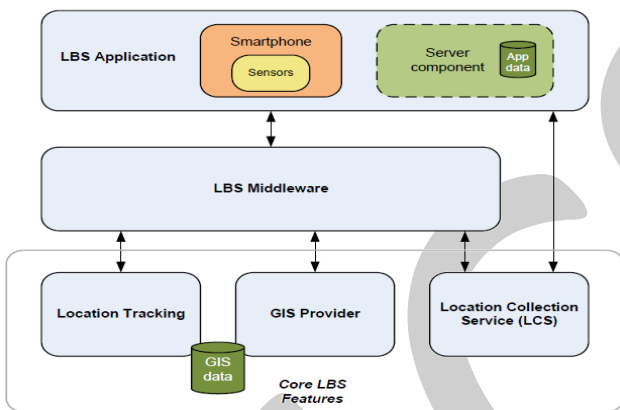 LBS Application
Smartphone
Sensors
Server
component
App
data
LBS Middleware
Location Tracking
GIS Provider
Location Collection
Service (LCS)
GIS
data
Core LBS
Features